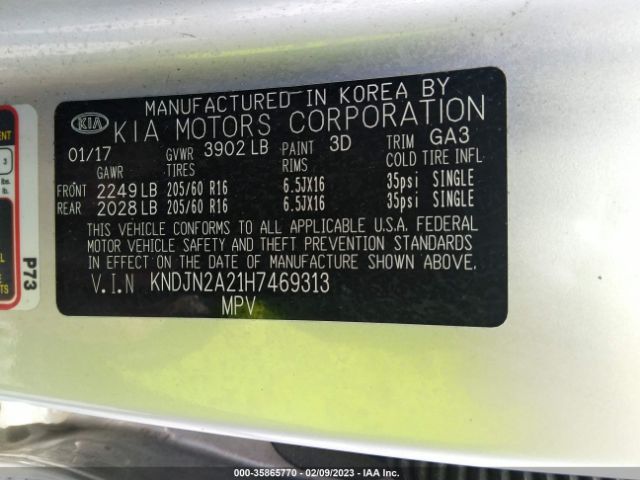 MANUFACTURED IN KOREA BY
KIA KIA MOTORS CORPORATION
01/17 GVWR 3902 LB PAINT 3D TRIM GA3
GAWR TIRES RIMS COLD TIRE INFL
FRONT 2249 LB 205/60 R16 6.5JX16 35psi SINGLE
REAR 2028 LB 205/60 R16 6.5JX16 35psi SINGLE
THIS VEHICLE CONFORMS TO ALL APPLICABLE U.S.A. FEDERAL
MOTOR VEHICLE SAFETY AND THEFT PREVENTION STANDARDS
IN EFFECT ON THE DATE OF MANUFACTURE SHOWN ABOVE.
V.I.N KNDJN2A21H7469313
MPV
P73
000-35865770 - 02/09/2023 - IAA Inc.